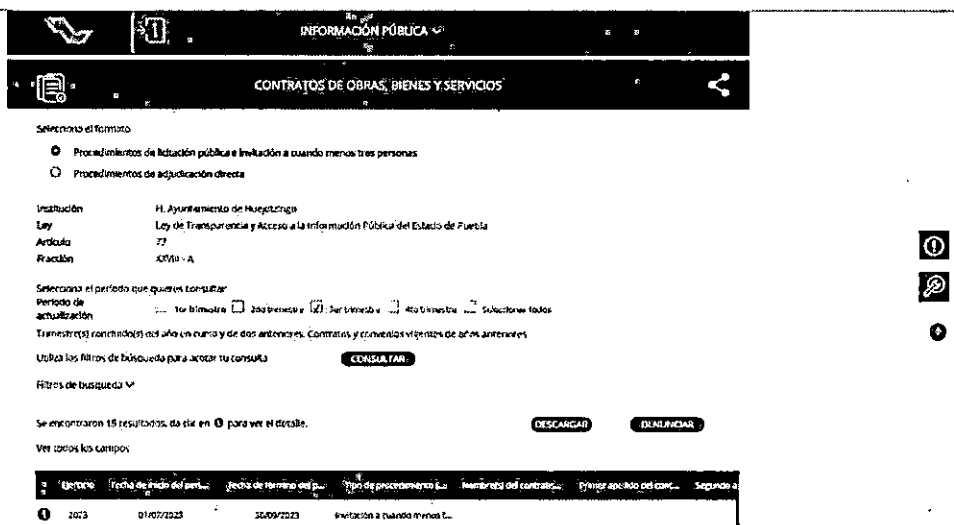 INFORMACIÓN PÚBLICA
CONTRATOS DE OBRAS, BIENES Y SERVICIOS
Selecciona el formato
Procedimientos de licitación pública e invitación a cuando menos tres personas
Procedimientos de adjudicación directa
Institución H. Ayuntamiento de Huejotzingo
Ley Ley de Transparencia y Acceso a la Información Pública del Estado de Puebla
Artículo 77
Fracción XXVIII - A
Selecciona el período que quieres consultar
Período de actualización 1er trimestre 2do trimestre 3er trimestre 4to trimestre Seleccionar todos
Trimestre(s) concluido(s) del año en curso y de dos anteriores. Contratos y convenios vigentes de años anteriores
Utiliza los filtros de búsqueda para acotar tu consulta CONSULTAR
Filtros de busqueda
Se encontraron 15 resultados, da clic en para ver el detalle. DESCARGAR DENUNCIAR
Ver todos los campos
Ejercicio Fecha de inicio del peri... Fecha de término del p... Tipo de procedimiento (... Nombre(s) del contratis... Primer apellido del cont... Segundo a
2023 01/07/2023 30/09/2023 Invitación a cuando menos t...